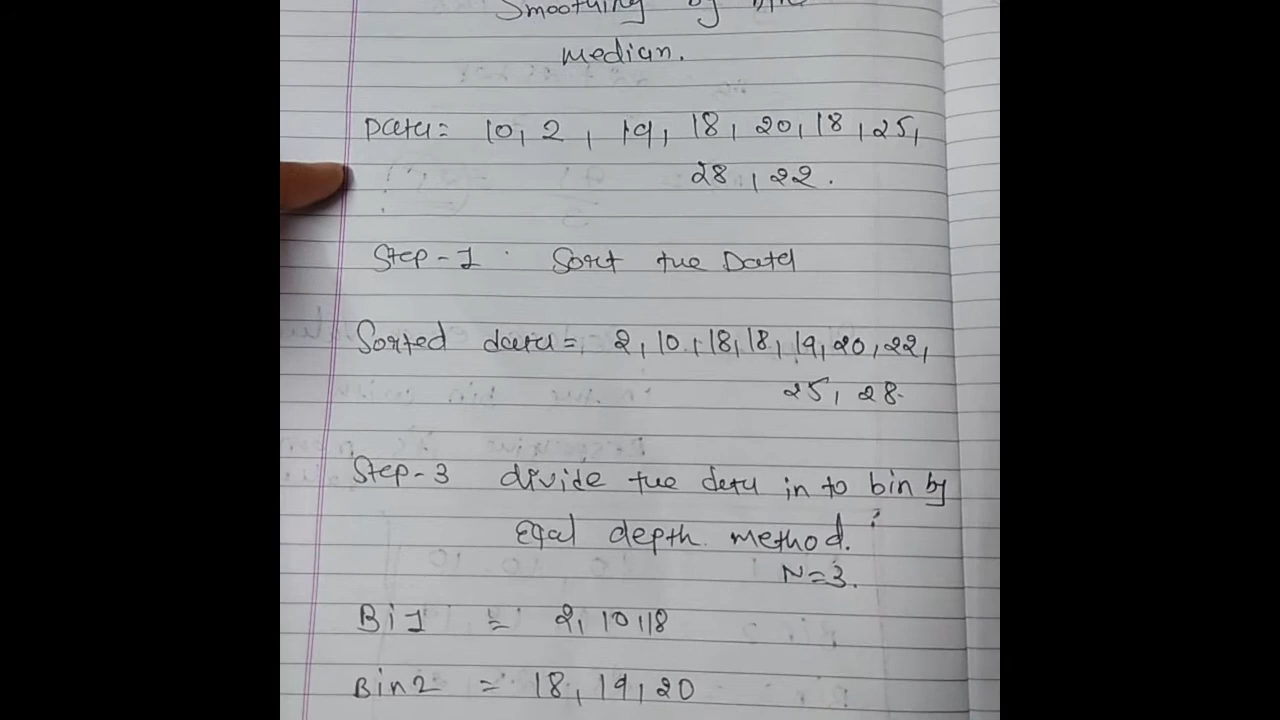 Smoothing by
median.
Data = 10, 2, 19, 18, 20, 18, 25,
28, 22.
Step-1 Sort the Data
Sorted data = 2, 10, 18, 18, 19, 20, 22,
25, 28.
Step-3 divide the data in to bin by
Eqal depth method.
N=3.
Bi1 = 2, 10, 18
Bin2 = 18, 19, 20